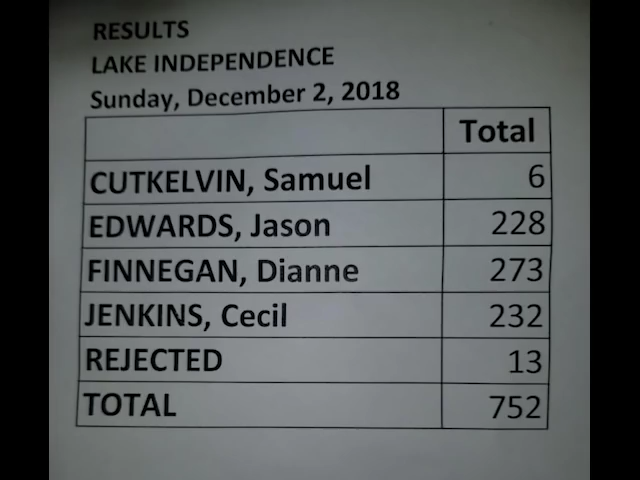 RESULTS
LAKE INDEPENDENCE
Sunday, December 2, 2018
Total
CUTKELVIN, Samuel 6
EDWARDS, Jason 228
FINNEGAN, Dianne 273
JENKINS, Cecil 232
REJECTED 13
TOTAL 752